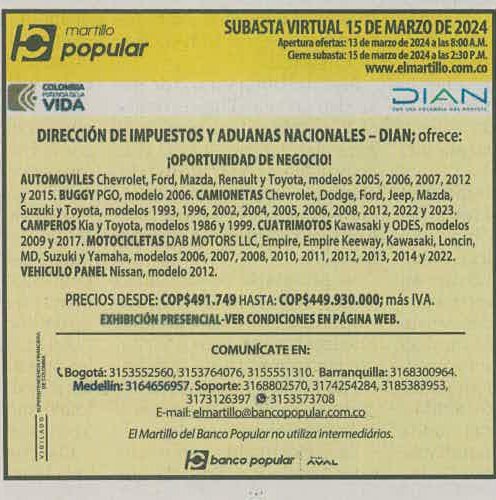 martillo
popular
SUBASTA VIRTUAL 15 DE MARZO DE 2024
Apertura ofertas: 13 de marzo de 2024 a las 8:00 A.M.
Cierre subasta: 15 de marzo de 2024 a las 2:30 P.M.
www.elmartillo.com.co
COLOMBIA
POTENCIA DE LA
VIDA
DIAN
POR UNA COLOMBIA MÁS HONESTA
DIRECCIÓN DE IMPUESTOS Y ADUANAS NACIONALES – DIAN; ofrece:
¡OPORTUNIDAD DE NEGOCIO!
AUTOMOVILES Chevrolet, Ford, Mazda, Renault y Toyota, modelos 2005, 2006, 2007, 2012
y 2015. BUGGY PGO, modelo 2006. CAMIONETAS Chevrolet, Dodge, Ford, Jeep, Mazda,
Suzuki y Toyota, modelos 1993, 1996, 2002, 2004, 2005, 2006, 2008, 2012, 2022 y 2023.
CAMPEROS Kia y Toyota, modelos 1986 y 1999. CUATRIMOTOS Kawasaki y ODES, modelos
2009 y 2017. MOTOCICLETAS DAB MOTORS LLC, Empire, Empire Keeway, Kawasaki, Loncin,
MD, Suzuki y Yamaha, modelos 2006, 2007, 2008, 2010, 2011, 2012, 2013, 2014 y 2022.
VEHICULO PANEL Nissan, modelo 2012.
PRECIOS DESDE: COP$491.749 HASTA: COP$449.930.000; más IVA.
EXHIBICIÓN PRESENCIAL-VER CONDICIONES EN PÁGINA WEB.
COMUNÍCATE EN:
Bogotá: 3153552560, 3153764076, 3155551310. Barranquilla: 3168300964.
Medellín: 3164656957. Soporte: 3168802570, 3174254284, 3185383953,
3173126397 3153573708
E-mail: elmartillo@bancopopular.com.co
El Martillo del Banco Popular no utiliza intermediários.
banco popular
AVAL
VIGILADO SUPERINTENDENCIA FINANCIERA
DE COLOMBIA